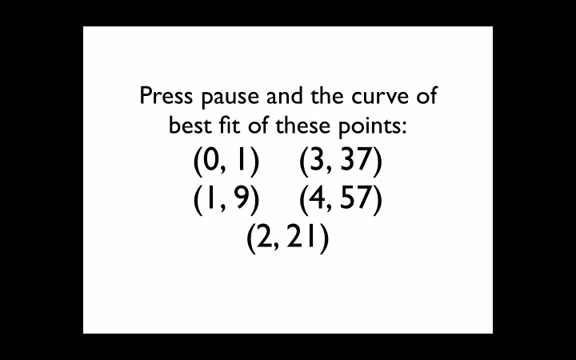 Press pause and the curve of
best fit of these points:
(0, 1) (3, 37)
(1, 9) (4, 57)
(2, 21)